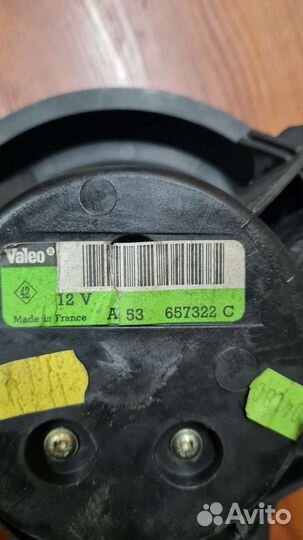 Valeo®
42
12 V
Made in France
A 53 657322 C
Avito